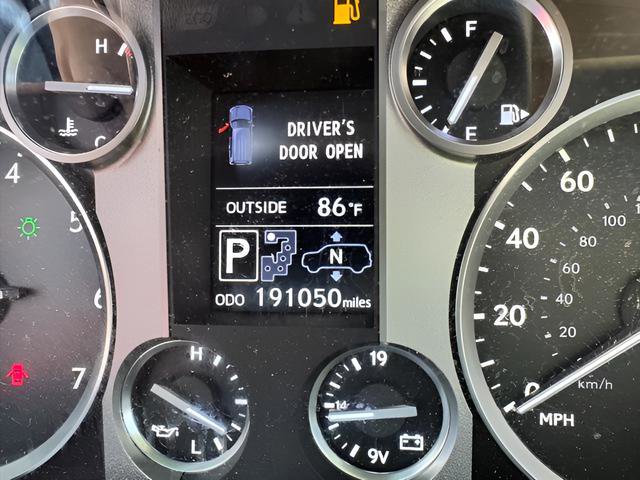 H
C
F
E
DRIVER'S
DOOR OPEN
OUTSIDE 86°F
P N
ODO 191050 miles
4
5
6
7
H
L
19
14
9V
60
40
20
0
100
80
60
40
20
km/h
MPH